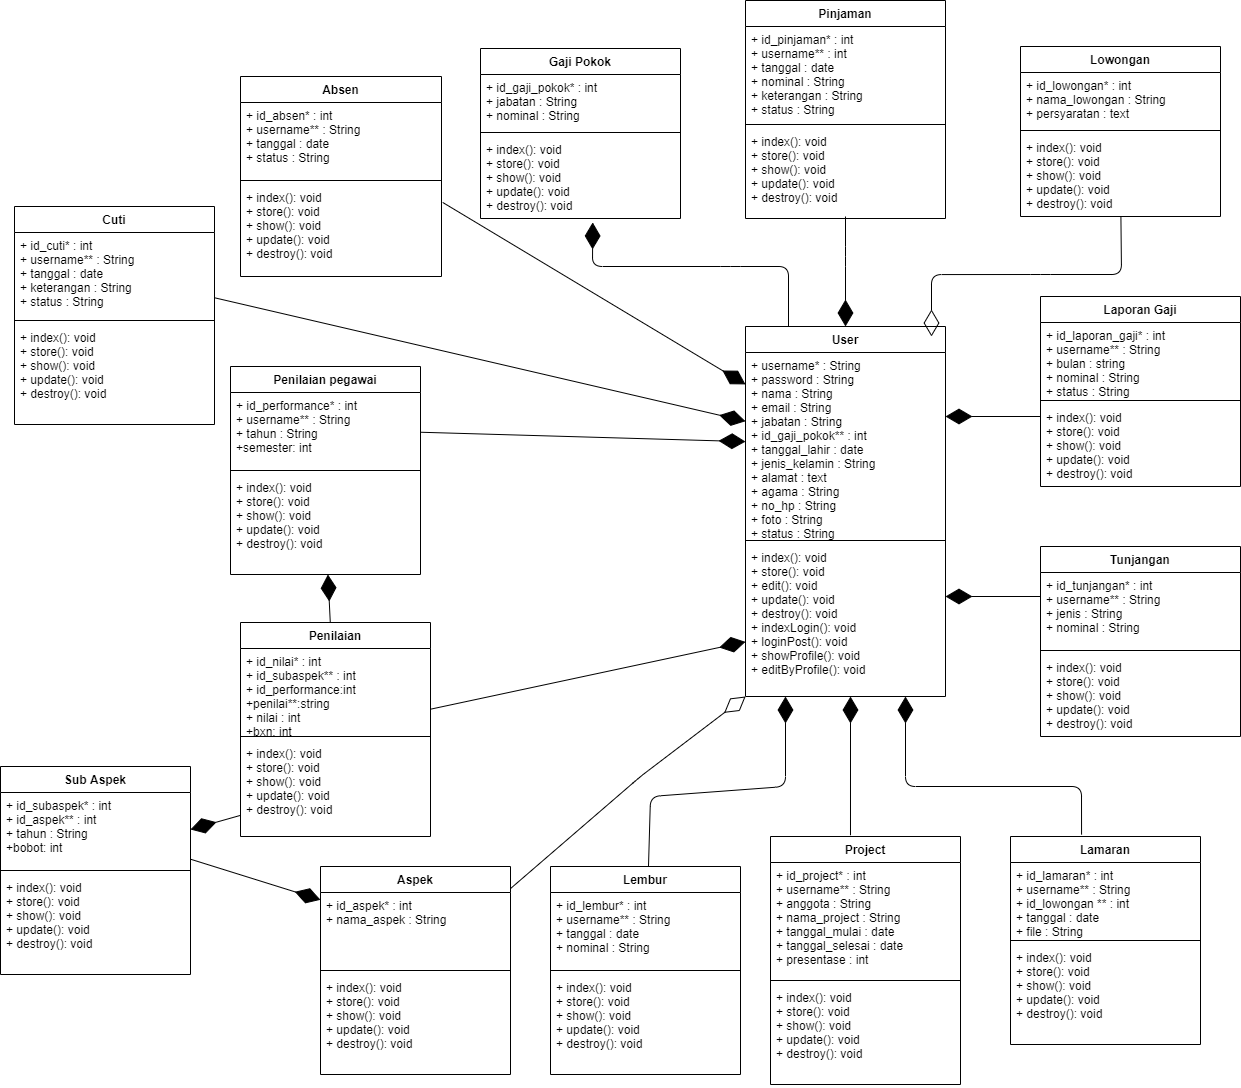 Pinjaman
+ id_pinjaman* : int
+ username** : int
+ tanggal : date
+ nominal : String
+ keterangan : String
+ status : String
+ index(): void
+ store(): void
+ show(): void
+ update(): void
+ destroy(): void
Gaji Pokok
+ id_gaji_pokok* : int
+ jabatan : String
+ nominal : String
+ index(): void
+ store(): void
+ show(): void
+ update(): void
+ destroy(): void
Lowongan
+ id_lowongan* : int
+ nama_lowongan : String
+ persyaratan : text
+ index(): void
+ store(): void
+ show(): void
+ update(): void
+ destroy(): void
Absen
+ id_absen* : int
+ username** : String
+ tanggal : date
+ status : String
+ index(): void
+ store(): void
+ show(): void
+ update(): void
+ destroy(): void
Cuti
+ id_cuti* : int
+ username** : String
+ tanggal : date
+ keterangan : String
+ status : String
+ index(): void
+ store(): void
+ show(): void
+ update(): void
+ destroy(): void
Laporan Gaji
+ id_laporan_gaji* : int
+ username** : String
+ bulan : string
+ nominal : String
+ status : String
+ index(): void
+ store(): void
+ show(): void
+ update(): void
+ destroy(): void
User
+ username* : String
+ password : String
+ nama : String
+ email : String
+ jabatan : String
+ id_gaji_pokok** : int
+ tanggal_lahir : date
+ jenis_kelamin : String
+ alamat : text
+ agama : String
+ no_hp : String
+ foto : String
+ status : String
+ index(): void
+ store(): void
+ edit(): void
+ update(): void
+ destroy(): void
+ indexLogin(): void
+ loginPost(): void
+ showProfile(): void
+ editByProfile(): void
Penilaian pegawai
+ id_performance* : int
+ username** : String
+ tahun : String
+semester: int
+ index(): void
+ store(): void
+ show(): void
+ update(): void
+ destroy(): void
Tunjangan
+ id_tunjangan* : int
+ username** : String
+ jenis : String
+ nominal : String
+ index(): void
+ store(): void
+ show(): void
+ update(): void
+ destroy(): void
Penilaian
+ id_nilai* : int
+ id_subaspek** : int
+ id_performance:int
+penilai**:string
+ nilai : int
+bxn: int
+ index(): void
+ store(): void
+ show(): void
+ update(): void
+ destroy(): void
Sub Aspek
+ id_subaspek* : int
+ id_aspek** : int
+ tahun : String
+bobot: int
+ index(): void
+ store(): void
+ show(): void
+ update(): void
+ destroy(): void
Aspek
+ id_aspek* : int
+ nama_aspek : String
+ index(): void
+ store(): void
+ show(): void
+ update(): void
+ destroy(): void
Lembur
+ id_lembur* : int
+ username** : String
+ tanggal : date
+ nominal : String
+ index(): void
+ store(): void
+ show(): void
+ update(): void
+ destroy(): void
Project
+ id_project* : int
+ username** : String
+ anggota : String
+ nama_project : String
+ tanggal_mulai : date
+ tanggal_selesai : date
+ presentase : int
+ index(): void
+ store(): void
+ show(): void
+ update(): void
+ destroy(): void
Lamaran
+ id_lamaran* : int
+ username** : String
+ id_lowongan ** : int
+ tanggal : date
+ file : String
+ index(): void
+ store(): void
+ show(): void
+ update(): void
+ destroy(): void